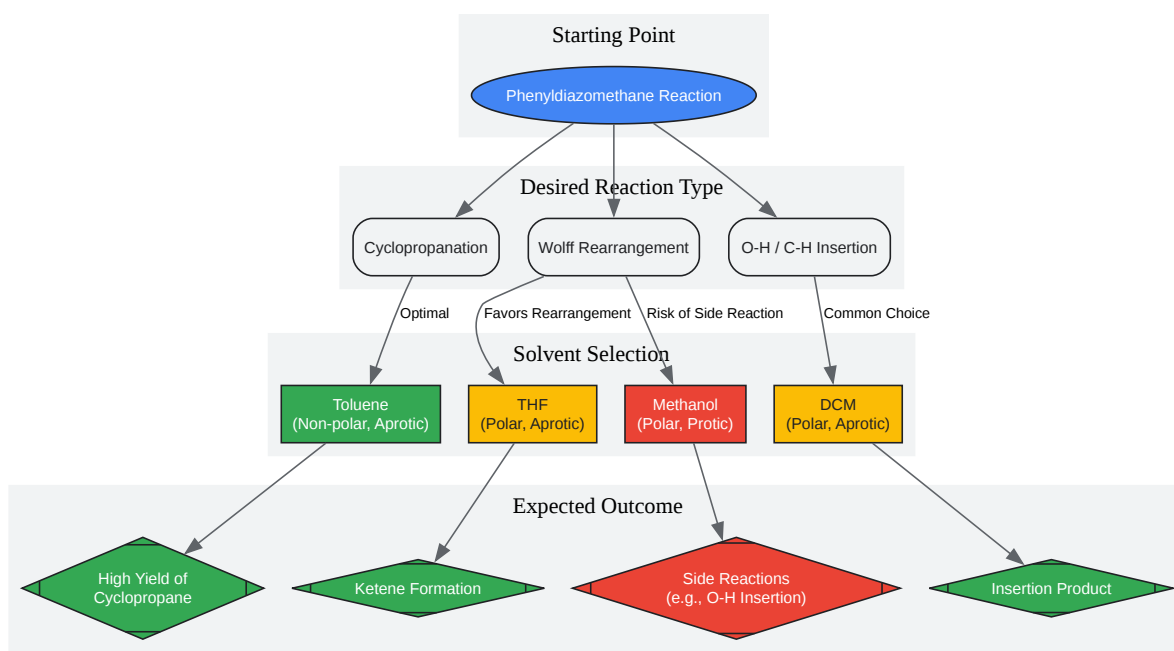 Starting Point
Phenyldiazomethane Reaction
Desired Reaction Type
Cyclopropanation
Wolff Rearrangement
O-H / C-H Insertion
Optimal
Favors Rearrangement
Risk of Side Reaction
Common Choice
Solvent Selection
Toluene
(Non-polar, Aprotic)
THF
(Polar, Aprotic)
Methanol
(Polar, Protic)
DCM
(Polar, Aprotic)
Expected Outcome
High Yield of
Cyclopropane
Ketene Formation
Side Reactions
(e.g., O-H Insertion)
Insertion Product